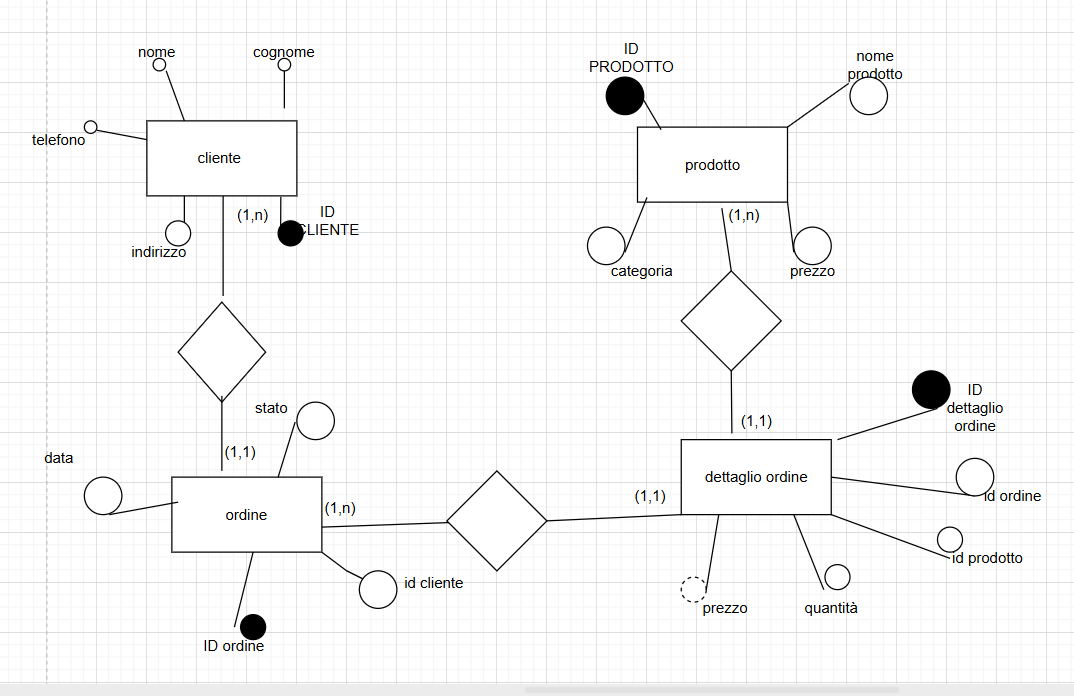 nome
cognome
telefono
cliente
indirizzo
(1,n)
ID
CLIENTE
ID
PRODOTTO
nome
prodotto
prodotto
(1,n)
categoria
prezzo
stato
(1,1)
data
ordine
(1,n)
id cliente
ID ordine
(1,1)
(1,1)
dettaglio ordine
ID
dettaglio
ordine
id ordine
id prodotto
prezzo
quantità